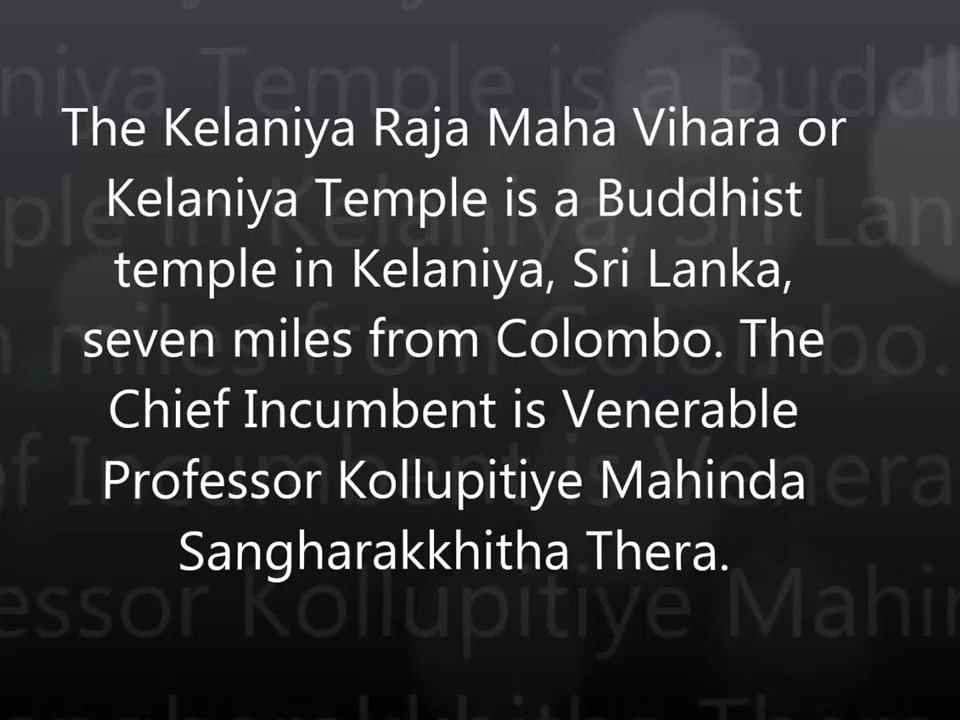 The Kelaniya Raja Maha Vihara or
Kelaniya Temple is a Buddhist
temple in Kelaniya, Sri Lanka,
seven miles from Colombo. The
Chief Incumbent is Venerable
Professor Kollupitiye Mahinda
Sangharakkhitha Thera.